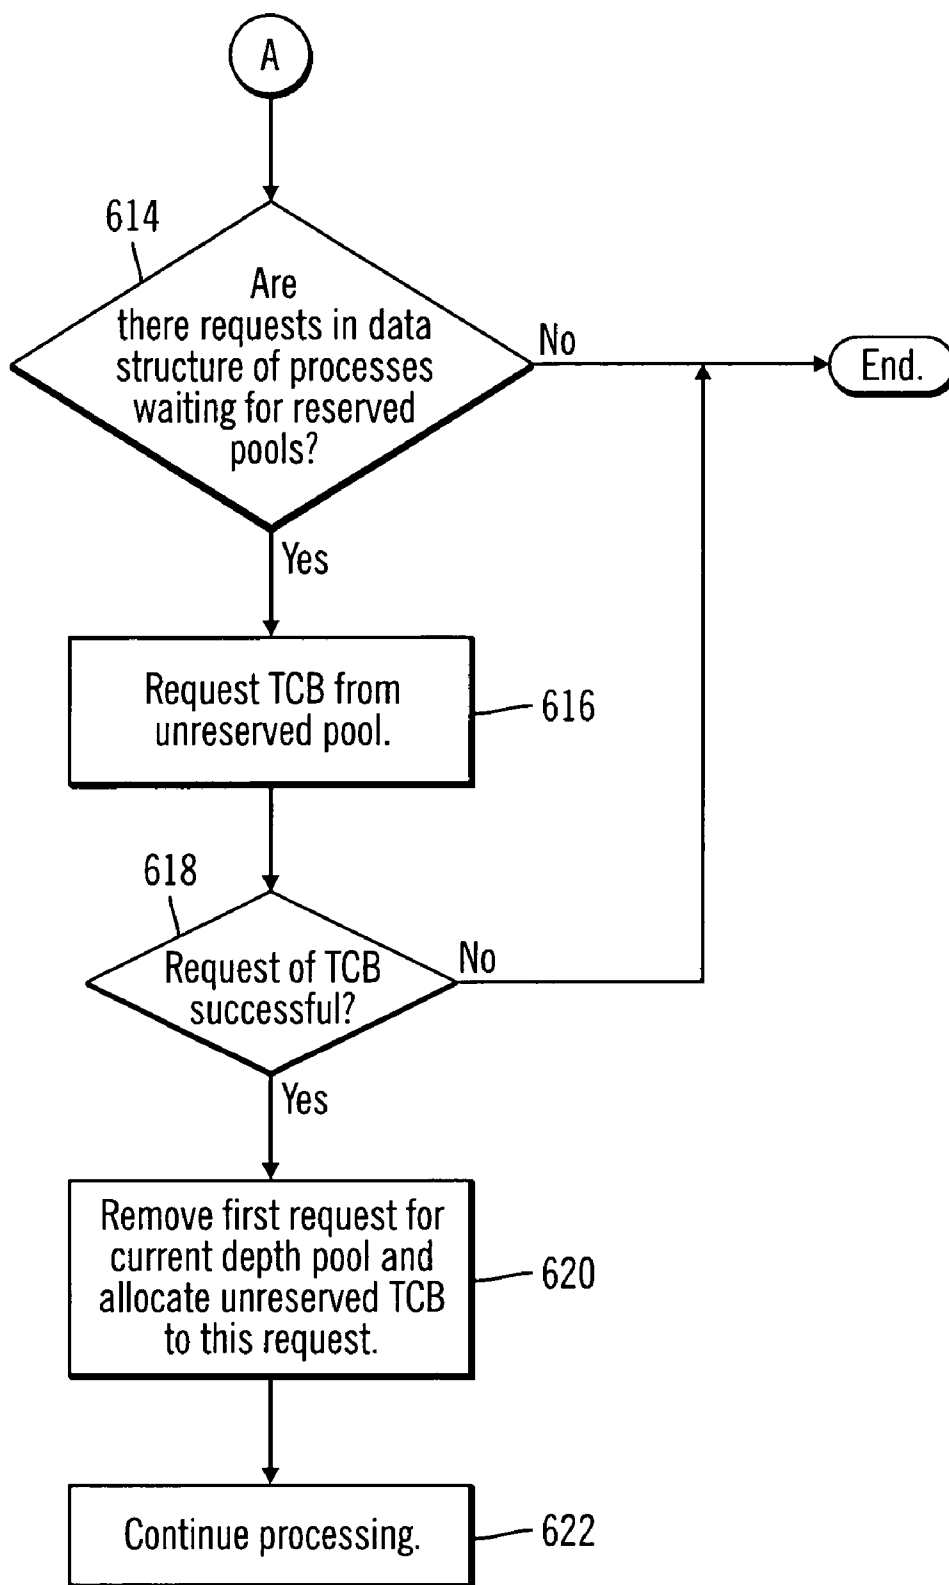 A
614
Are
there requests in data
structure of processes
waiting for reserved
pools?
No
End.
Yes
Request TCB from
unreserved pool.
616
618
Request of TCB
successful?
No
Yes
Remove first request for
current depth pool and
allocate unreserved TCB
to this request.
620
Continue processing.
622